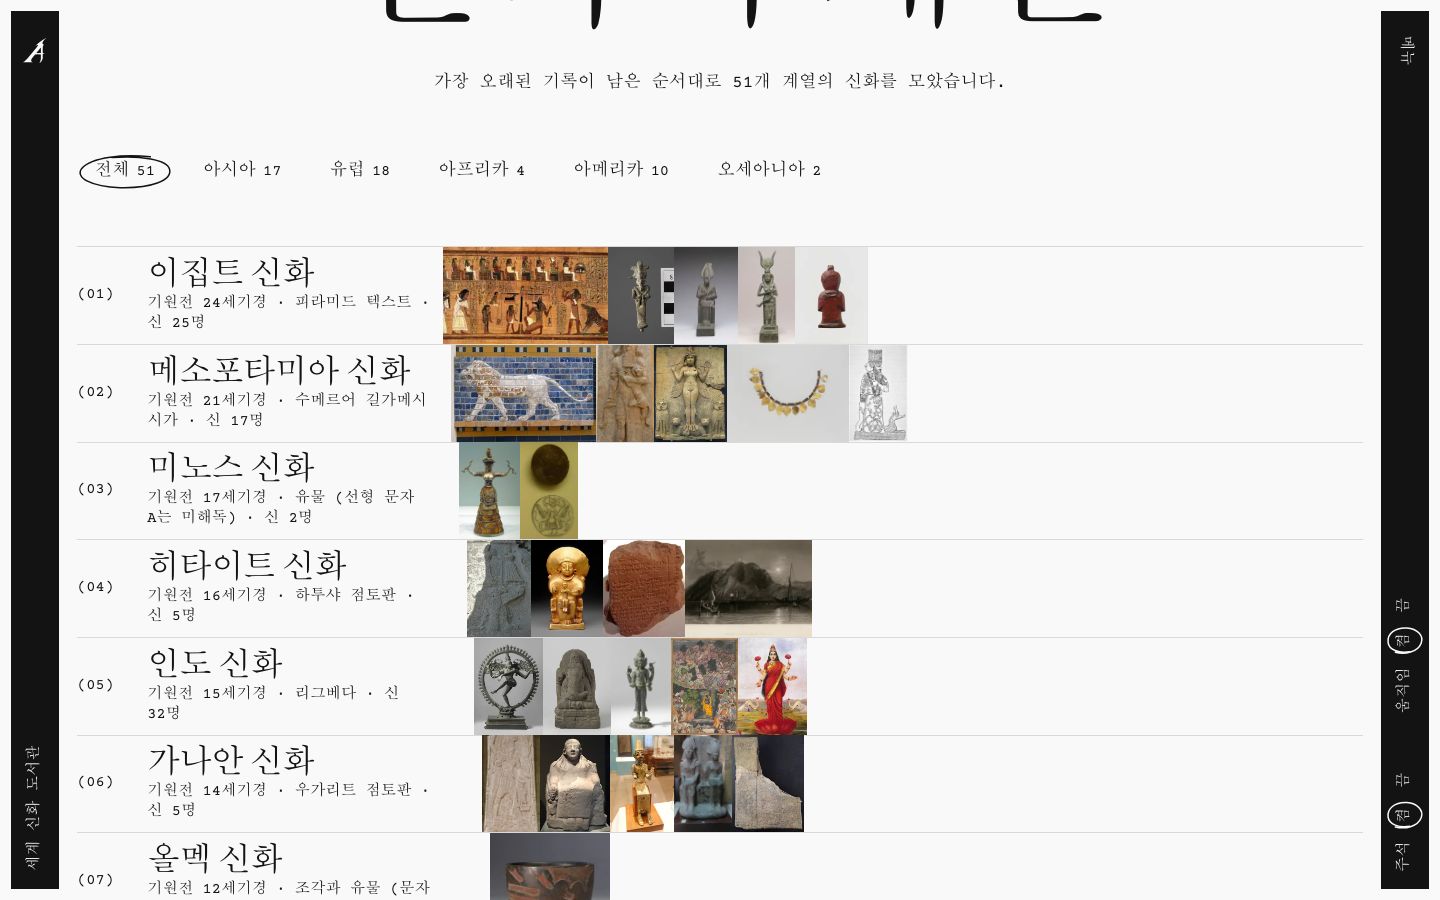 가장 오래된 기록이 남은 순서대로 51개 계열의 신화를 모았습니다.
전체 51
아시아 17
유럽 18
아프리카 4
아메리카 10
오세아니아 2
(01)
이집트 신화
기원전 24세기경 · 피라미드 텍스트 ·
신 25명
(02)
메소포타미아 신화
기원전 21세기경 · 수메르어 길가메시
시가 · 신 17명
(03)
미노스 신화
기원전 17세기경 · 유물 (선형 문자
A는 미해독) · 신 2명
(04)
히타이트 신화
기원전 16세기경 · 하투샤 점토판 ·
신 5명
(05)
인도 신화
기원전 15세기경 · 리그베다 · 신
32명
(06)
가나안 신화
기원전 14세기경 · 우가리트 점토판 ·
신 5명
(07)
올멕 신화
기원전 12세기경 · 조각과 유물 (문자
세계 신화 도서관
메뉴
움직임 켬 끔
주석 켬 끔